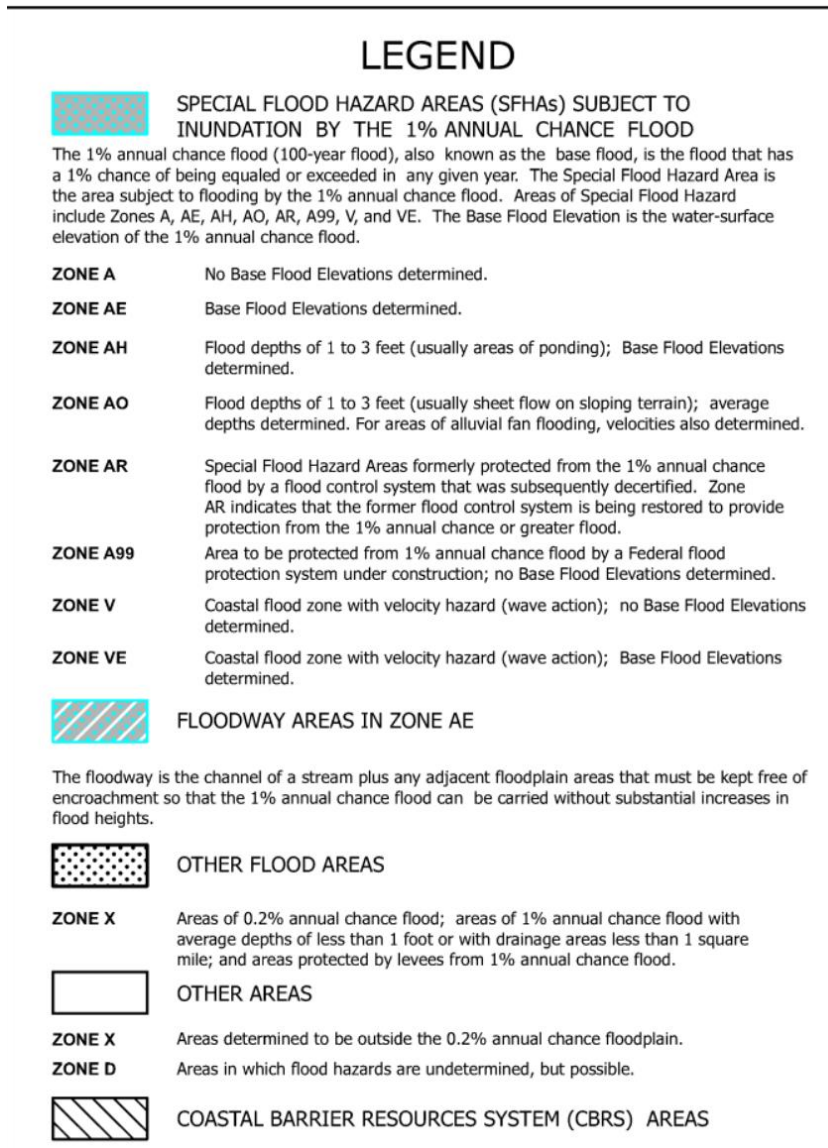 LEGEND
SPECIAL FLOOD HAZARD AREAS (SFHAs) SUBJECT TO
INUNDATION BY THE 1% ANNUAL CHANCE FLOOD
The 1% annual chance flood (100-year flood), also known as the base flood, is the flood that has
a 1% chance of being equaled or exceeded in any given year. The Special Flood Hazard Area is
the area subject to flooding by the 1% annual chance flood. Areas of Special Flood Hazard
include Zones A, AE, AH, AO, AR, A99, V, and VE. The Base Flood Elevation is the water-surface
elevation of the 1% annual chance flood.
ZONE A No Base Flood Elevations determined.
ZONE AE Base Flood Elevations determined.
ZONE AH Flood depths of 1 to 3 feet (usually areas of ponding); Base Flood Elevations
determined.
ZONE AO Flood depths of 1 to 3 feet (usually sheet flow on sloping terrain); average
depths determined. For areas of alluvial fan flooding, velocities also determined.
ZONE AR Special Flood Hazard Areas formerly protected from the 1% annual chance
flood by a flood control system that was subsequently decertified. Zone
AR indicates that the former flood control system is being restored to provide
protection from the 1% annual chance or greater flood.
ZONE A99 Area to be protected from 1% annual chance flood by a Federal flood
protection system under construction; no Base Flood Elevations determined.
ZONE V Coastal flood zone with velocity hazard (wave action); no Base Flood Elevations
determined.
ZONE VE Coastal flood zone with velocity hazard (wave action); Base Flood Elevations
determined.
FLOODWAY AREAS IN ZONE AE
The floodway is the channel of a stream plus any adjacent floodplain areas that must be kept free of
encroachment so that the 1% annual chance flood can be carried without substantial increases in
flood heights.
OTHER FLOOD AREAS
ZONE X Areas of 0.2% annual chance flood; areas of 1% annual chance flood with
average depths of less than 1 foot or with drainage areas less than 1 square
mile; and areas protected by levees from 1% annual chance flood.
OTHER AREAS
ZONE X Areas determined to be outside the 0.2% annual chance floodplain.
ZONE D Areas in which flood hazards are undetermined, but possible.
COASTAL BARRIER RESOURCES SYSTEM (CBRS) AREAS